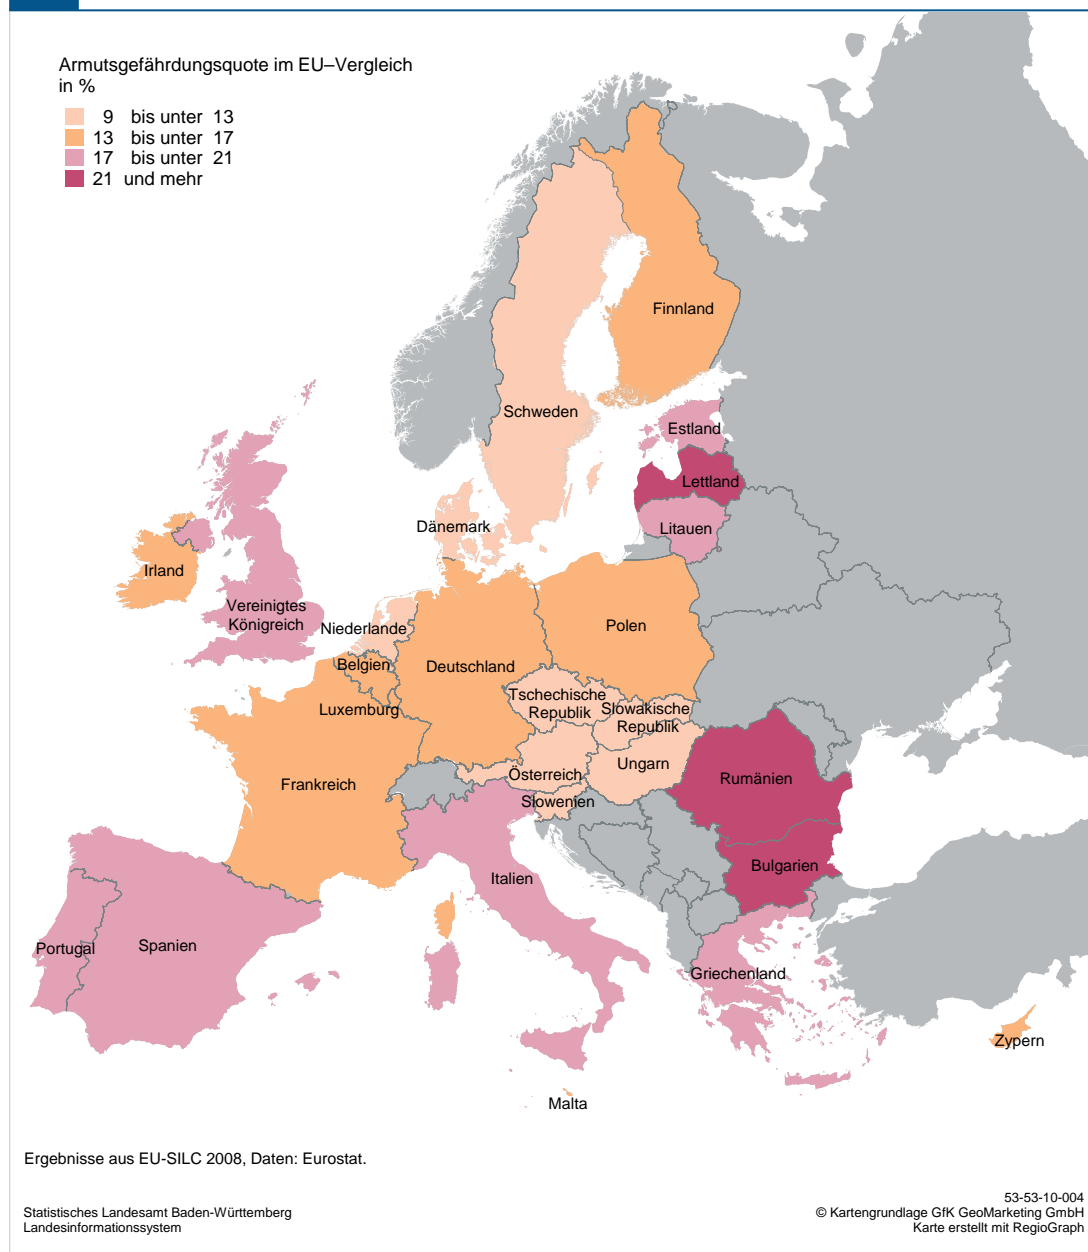 Armutsgefährdungsquote im EU–Vergleich
in %
9 bis unter 13
13 bis unter 17
17 bis unter 21
21 und mehr
Finnland
Schweden
Estland
Lettland
Dänemark
Litauen
Irland
Vereinigtes
Königreich
Niederlande
Polen
Belgien
Deutschland
Tschechische
Republik
Slowakische
Republik
Luxemburg
Ungarn
Österreich
Rumänien
Frankreich
Slowenien
Bulgarien
Italien
Portugal
Spanien
Griechenland
Zypern
Malta
Ergebnisse aus EU-SILC 2008, Daten: Eurostat.
53-53-10-004
Statistisches Landesamt Baden-Württemberg
© Kartengrundlage GfK GeoMarketing GmbH
Landesinformationssystem
Karte erstellt mit RegioGraph